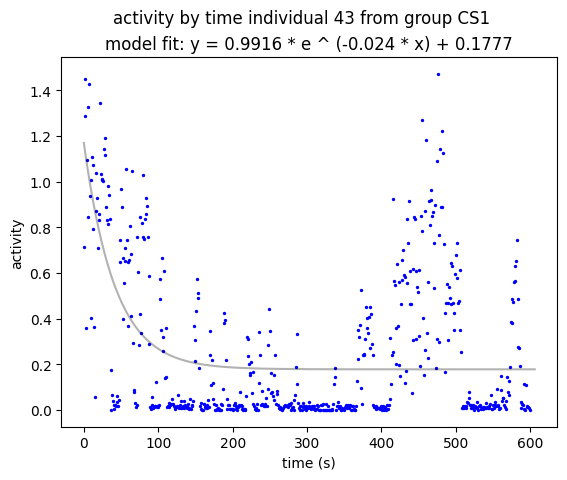 activity by time individual 43 from group CS1
model fit: y = 0.9916 * e ^ (-0.024 * x) + 0.1777
1.4
1.2
1.0
0.8
0.6
0.4
0.2
0.0
activity
0 100 200 300 400 500 600
time (s)